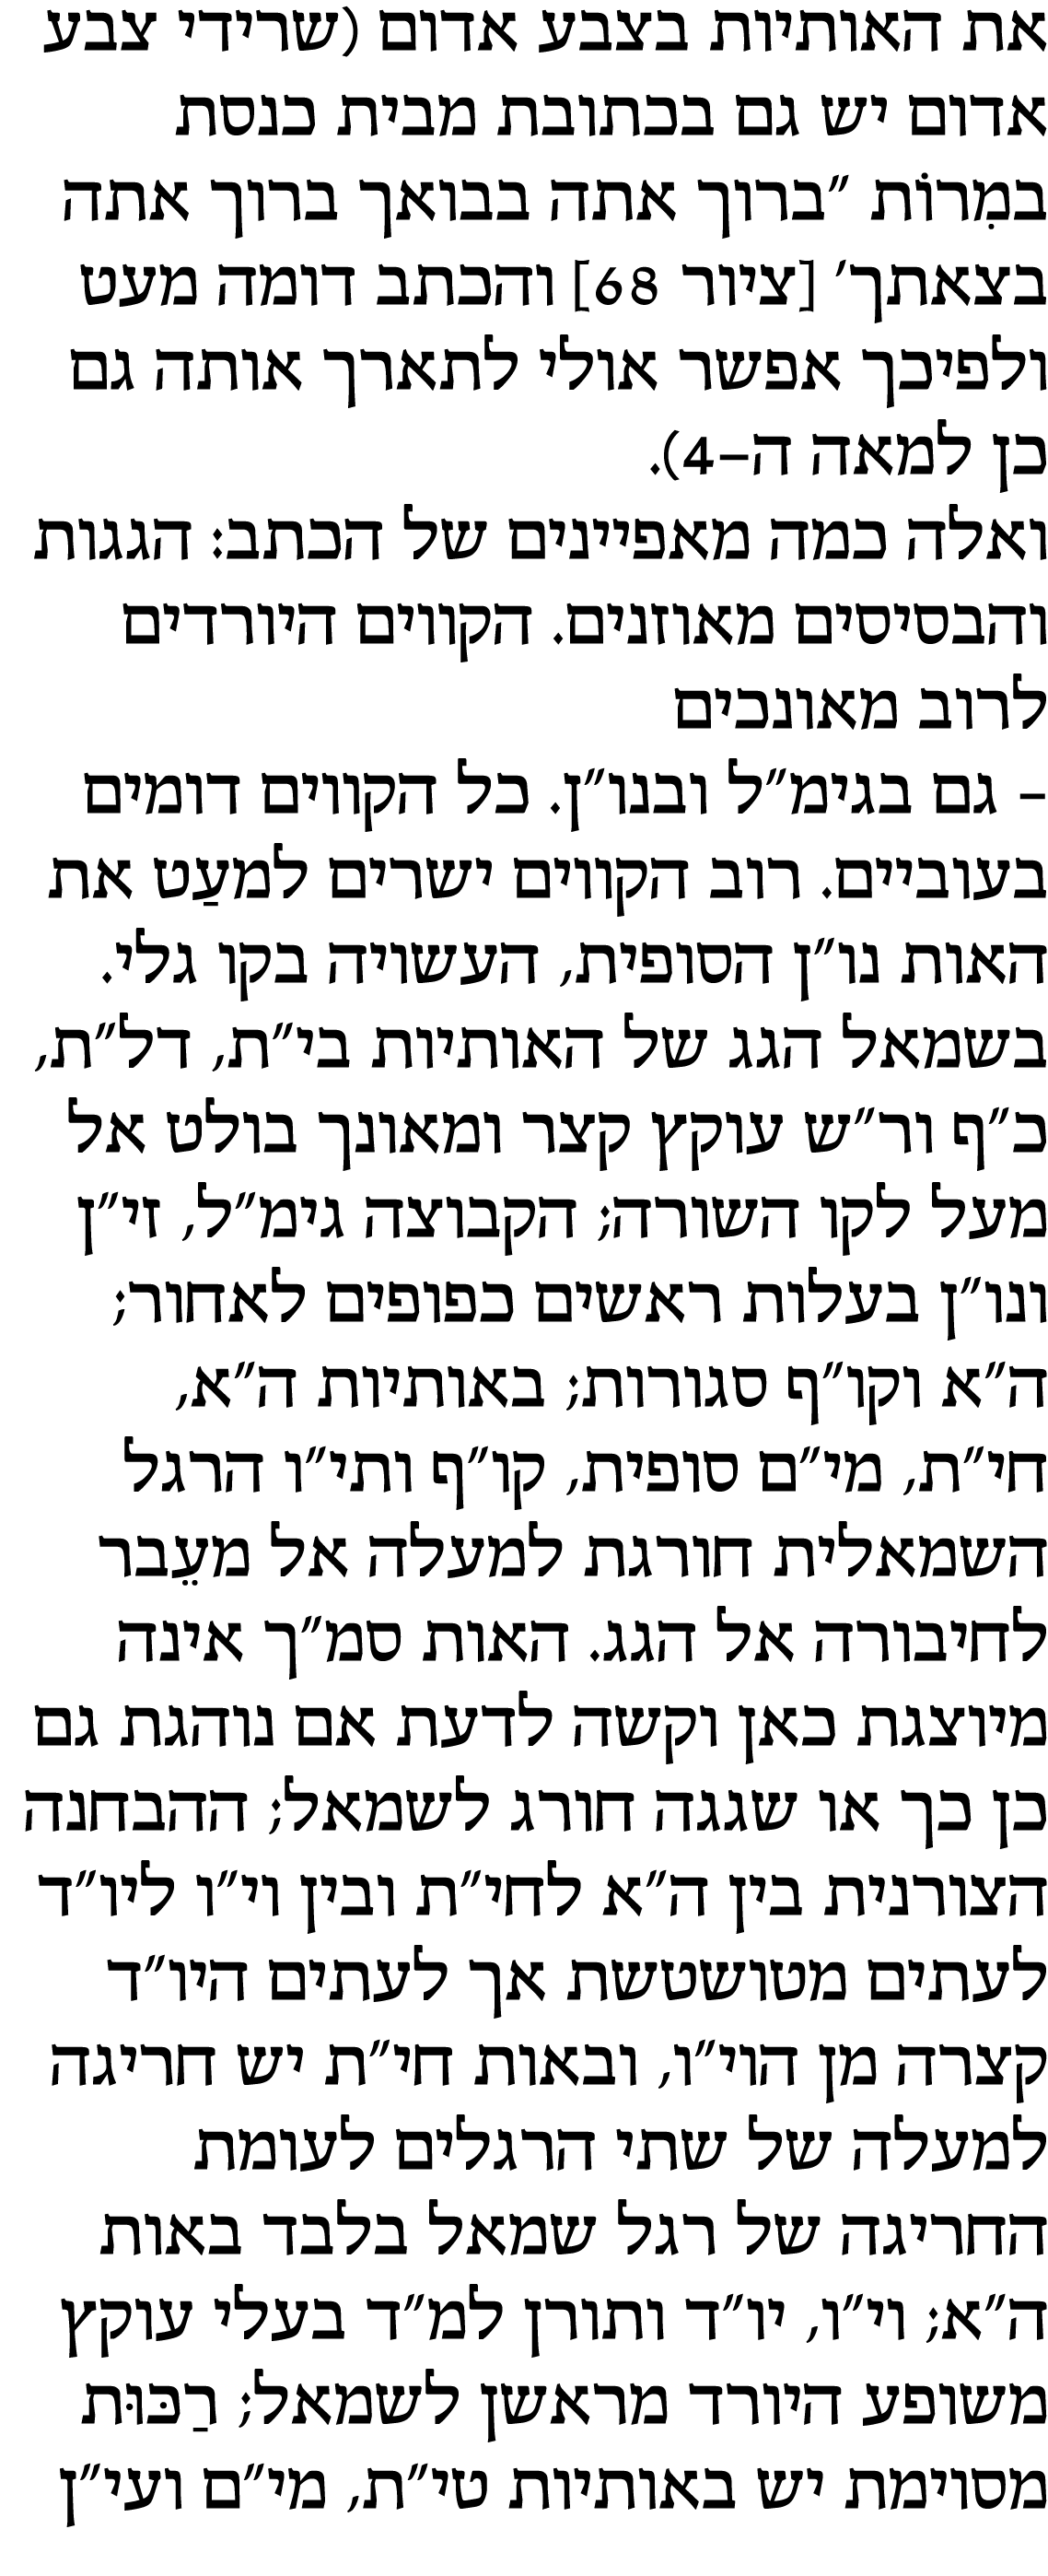 את האותיות בצבע אדום (שרידי צבע
אדום יש גם בכתובת מבית כנסת
במִרוֹת ״ברוך אתה בבואך ברוך אתה
בצאתך׳ [ציור 68] והכתב דומה מעט
ולפיכך אפשר אולי לתארך אותה גם
כן למאה ה–4).
ואלה כמה מאפיינים של הכתב: הגגות
והבסיסים מאוזנים. הקווים היורדים
לרוב מאונכים
– גם בגימ״ל ובנו״ן. כל הקווים דומים
בעוביים. רוב הקווים ישרים למעַט את
האות נו״ן הסופית, העשויה בקו גלי.
בשמאל הגג של האותיות בי״ת, דל״ת,
כ״ף ור״ש עוקץ קצר ומאונך בולט אל
מעל לקו השורה; הקבוצה גימ״ל, זי״ן
ונו״ן בעלות ראשים כפופים לאחור;
ה״א וקו״ף סגורות; באותיות ה״א,
חי״ת, מי״ם סופית, קו״ף ותי״ו הרגל
השמאלית חורגת למעלה אל מעֵבר
לחיבורה אל הגג. האות סמ״ך אינה
מיוצגת כאן וקשה לדעת אם נוהגת גם
כן כך או שגגה חורג לשמאל; ההבחנה
הצורנית בין ה״א לחי״ת ובין וי״ו ליו״ד
לעתים מטושטשת אך לעתים היו״ד
קצרה מן הוי״ו, ובאות חי״ת יש חריגה
למעלה של שתי הרגלים לעומת
החריגה של רגל שמאל בלבד באות
ה״א; וי״ו, יו״ד ותורן למ״ד בעלי עוקץ
משופע היורד מראשן לשמאל; רַכּוּת
מסוימת יש באותיות טי״ת, מי״ם ועי״ן